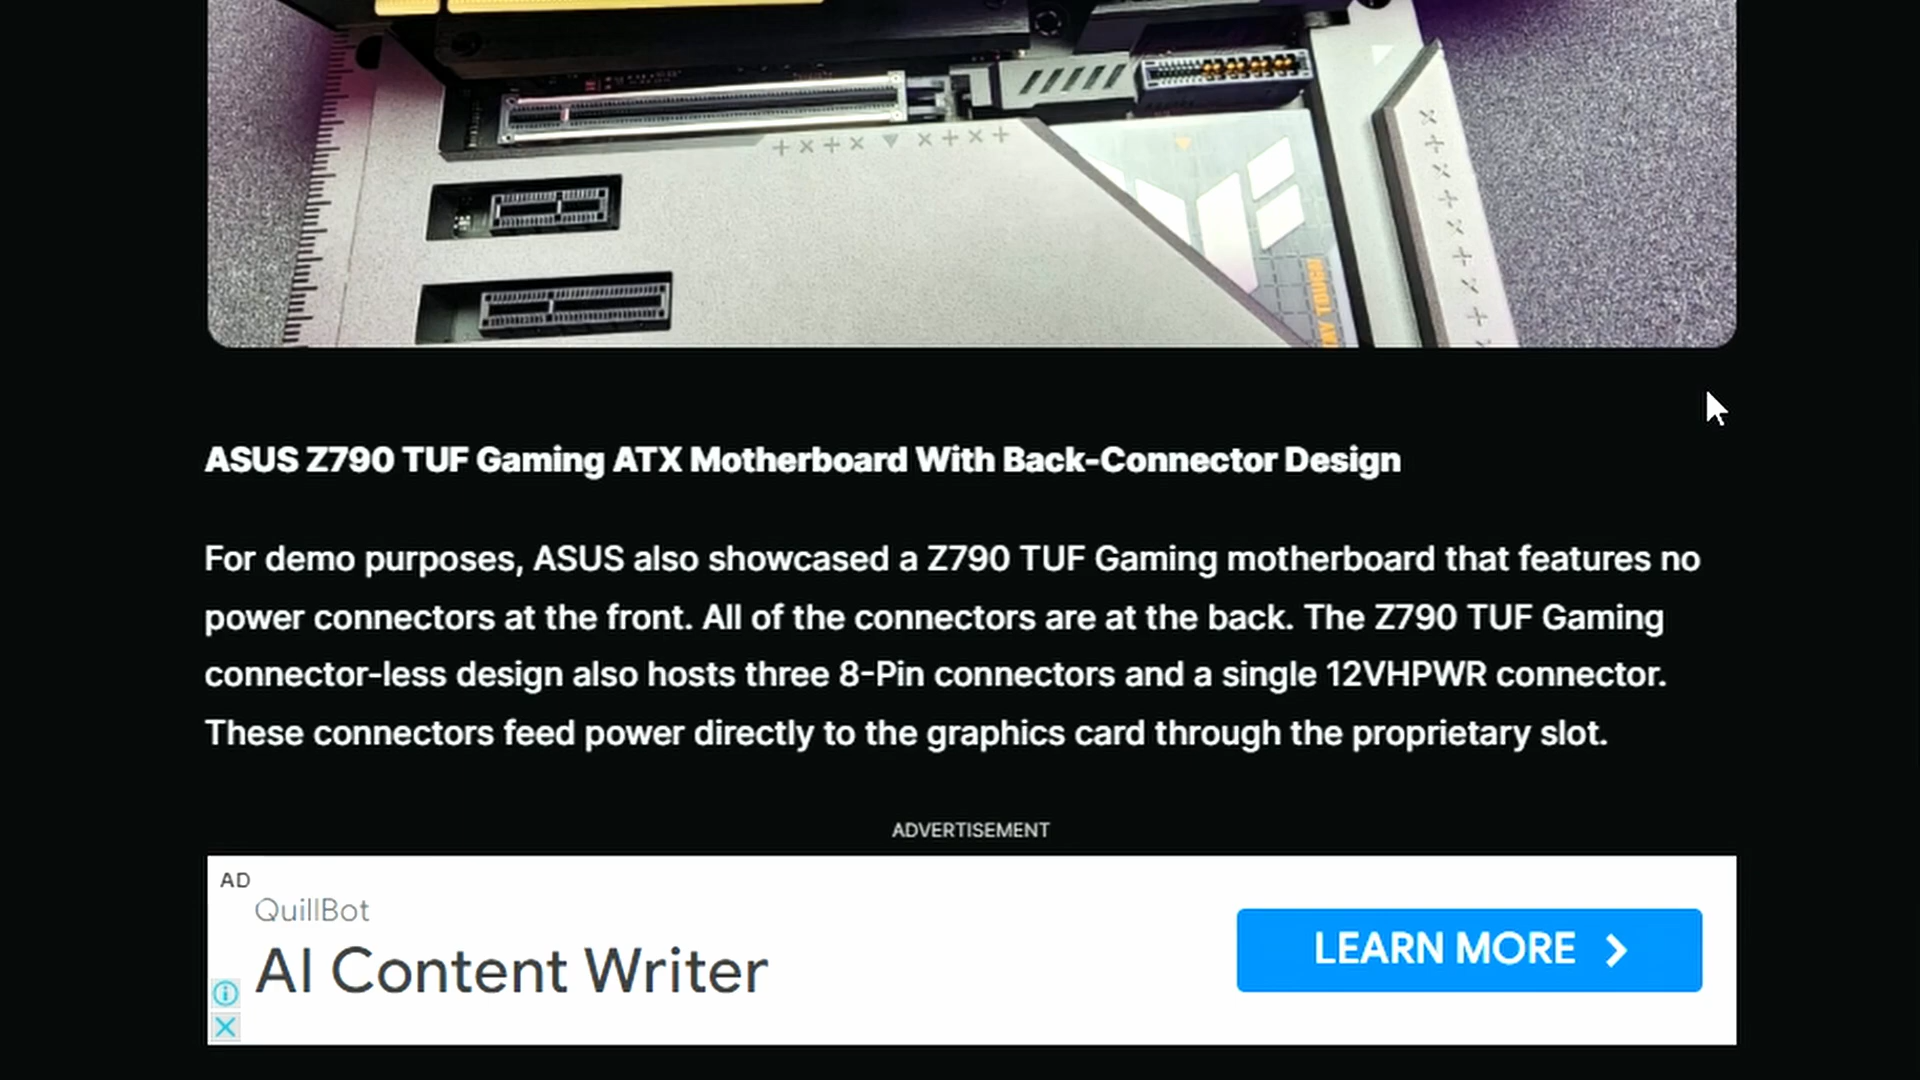 TAV TOUGH
ASUS Z790 TUF Gaming ATX Motherboard With Back-Connector Design
For demo purposes, ASUS also showcased a Z790 TUF Gaming motherboard that features no
power connectors at the front. All of the connectors are at the back. The Z790 TUF Gaming
connector-less design also hosts three 8-Pin connectors and a single 12VHPWR connector.
These connectors feed power directly to the graphics card through the proprietary slot.
ADVERTISEMENT
AD
QuillBot
AI Content Writer
LEARN MORE